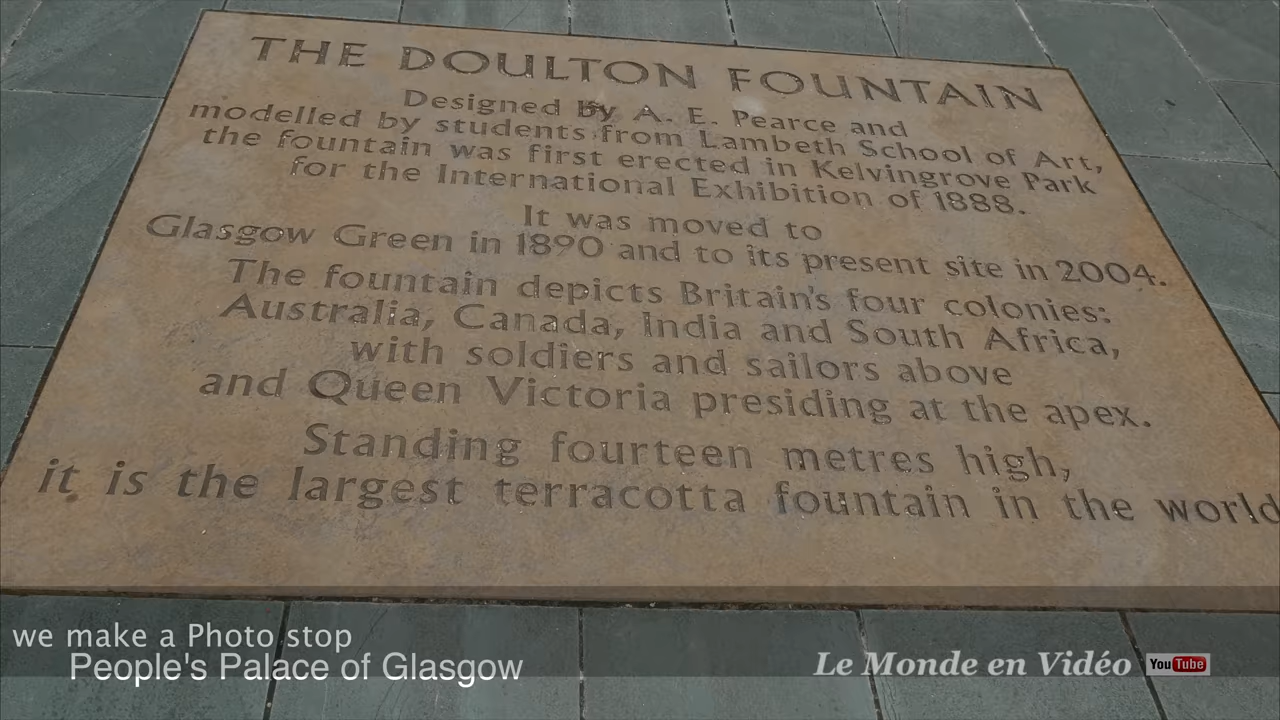 THE DOULTON FOUNTAIN
Designed by A. E. Pearce and
modelled by students from Lambeth School of Art,
the fountain was first erected in Kelvingrove Park
for the International Exhibition of 1888.
It was moved to
Glasgow Green in 1890 and to its present site in 2004.
The fountain depicts Britain's four colonies:
Australia, Canada, India and South Africa,
with soldiers and sailors above
and Queen Victoria presiding at the apex.
Standing fourteen metres high,
it is the largest terracotta fountain in the world
we make a Photo stop
People's Palace of Glasgow
Le Monde en Vidéo YouTube